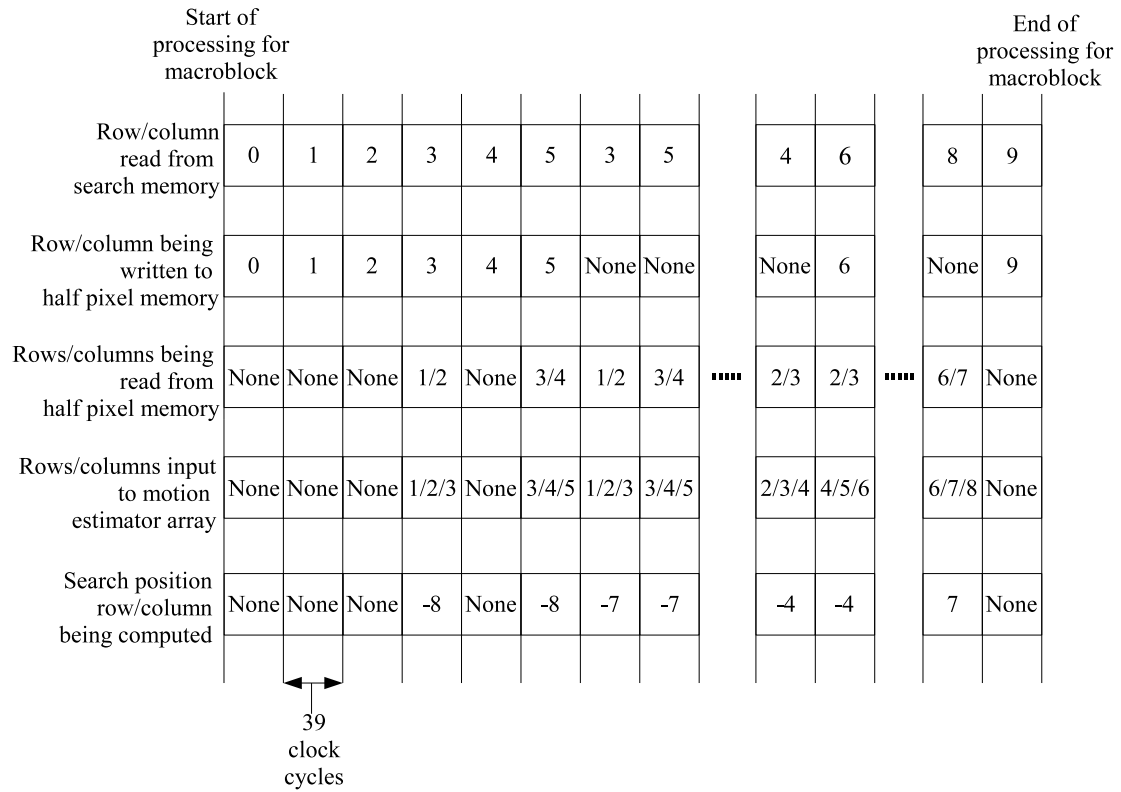 Start of
processing for
macroblock
End of
processing for
macroblock
Row/column
read from
search memory
0 1 2 3 4 5 3 5 4 6 8 9
Row/column being
written to
half pixel memory
0 1 2 3 4 5 None None None 6 None 9
Rows/columns being
read from
half pixel memory
None None None 1/2 None 3/4 1/2 3/4 2/3 2/3 6/7 None
Rows/columns input
to motion
estimator array
None None None 1/2/3 None 3/4/5 1/2/3 3/4/5 2/3/4 4/5/6 6/7/8 None
Search position
row/column
being computed
None None None -8 None -8 -7 -7 -4 -4 7 None
39
clock
cycles